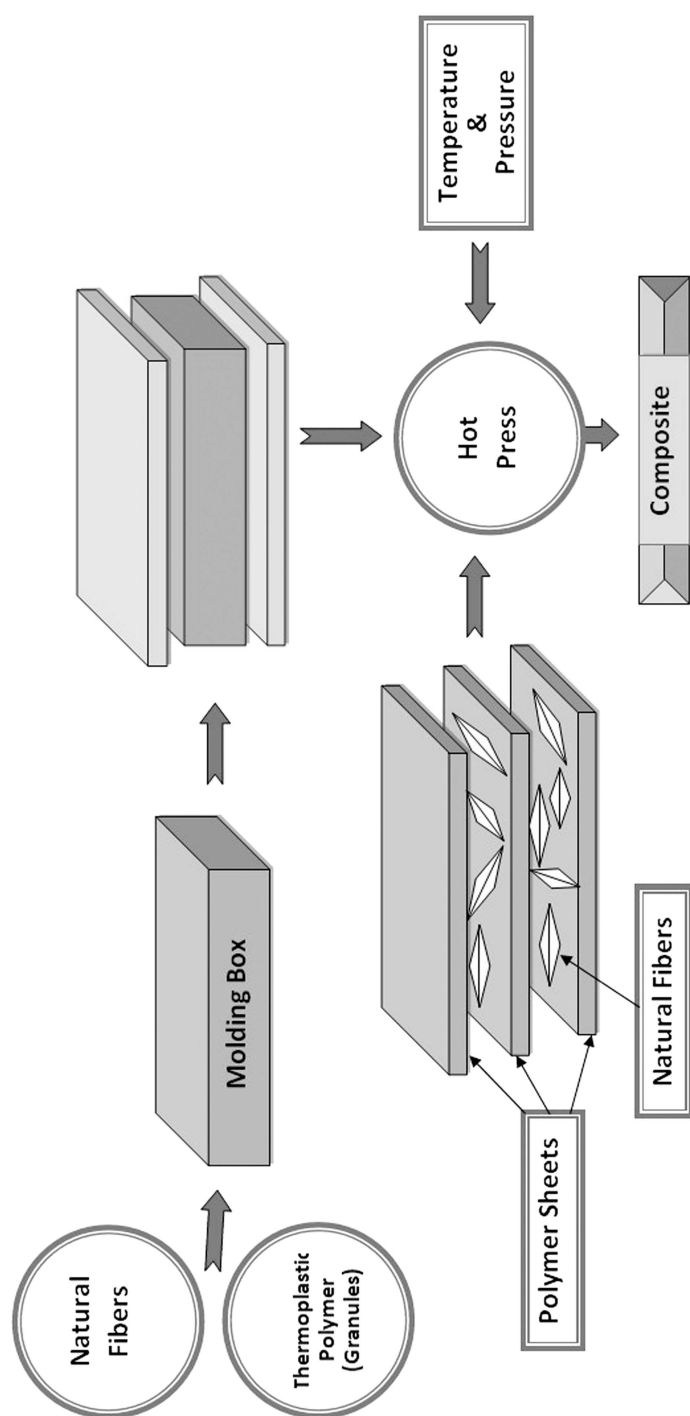 Natural
Fibers
Thermoplastic
Polymer
(Granules)
Molding Box
Temperature
&
Pressure
Hot
Press
Composite
Polymer Sheets
Natural Fibers